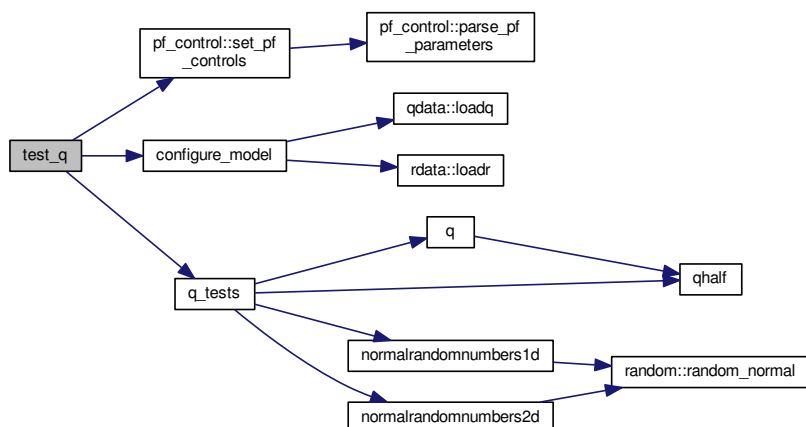 pf_control::set_pf
_controls
pf_control::parse_pf
_parameters
qdata::loadq
test_q
configure_model
rdata::loadr
q
qhalf
q_tests
normalrandomnumbers1d
random::random_normal
normalrandomnumbers2d